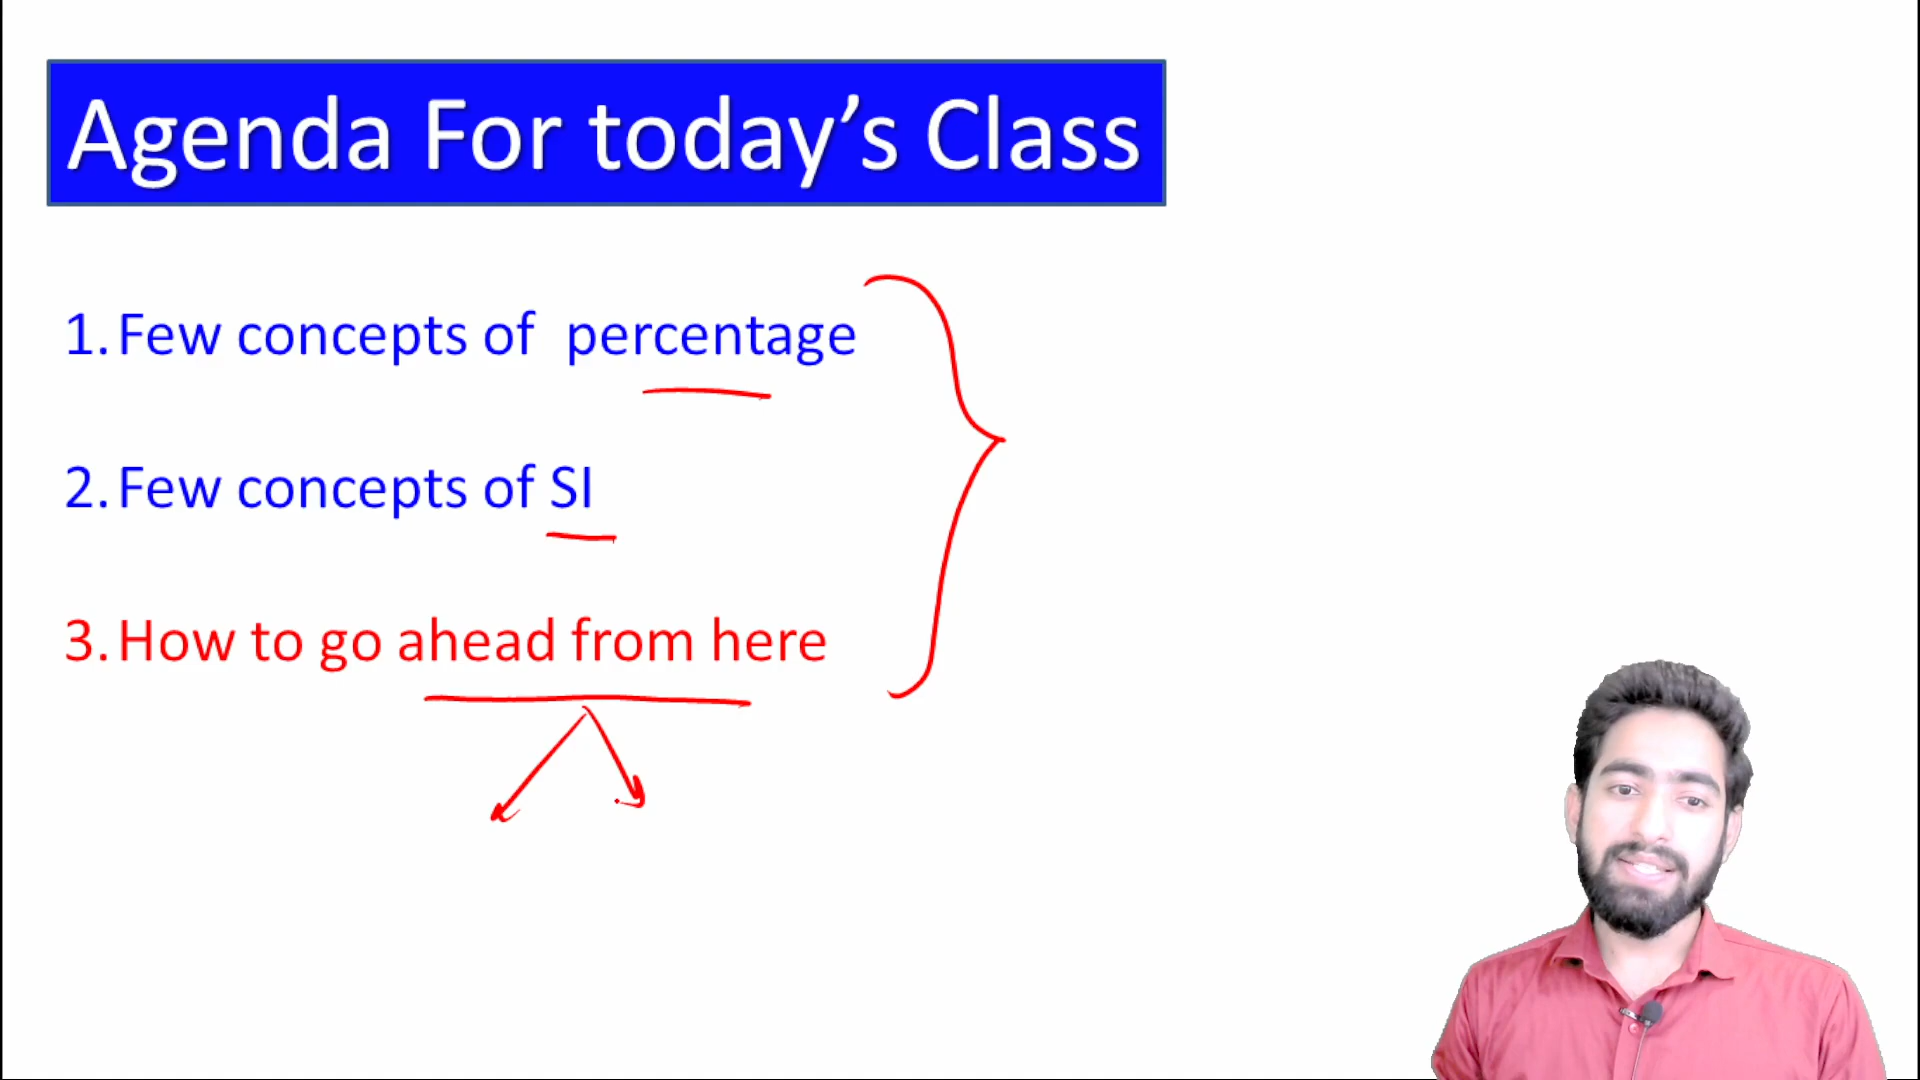 Agenda For today’s Class
1. Few concepts of percentage
2. Few concepts of SI
3. How to go ahead from here